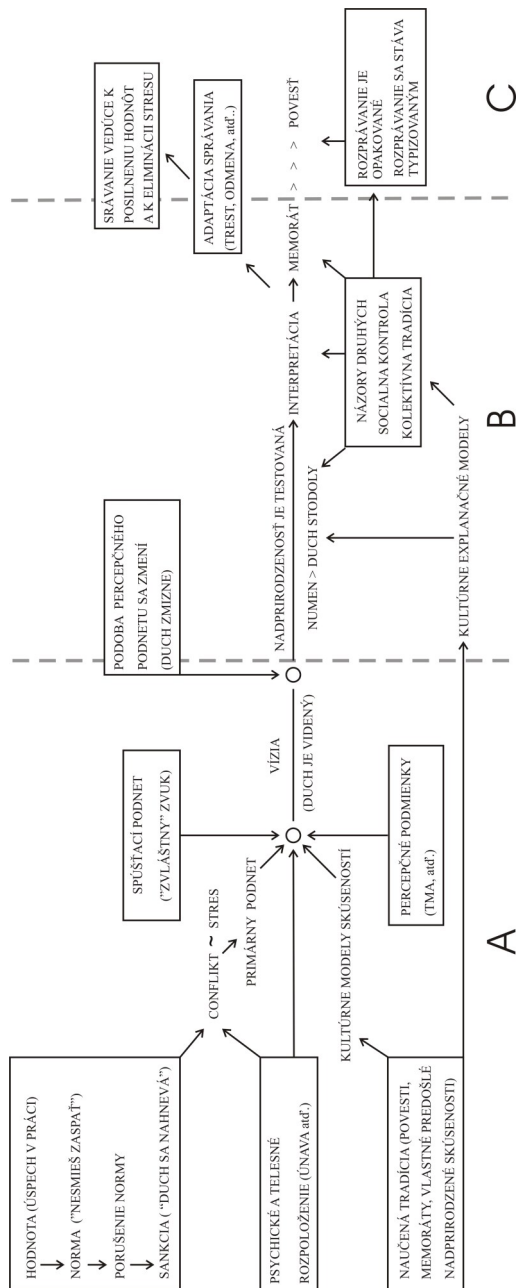 HODNOTA (ÚSPECH V PRÁCI)
NORMA ("NESMIEŠ ZASPAŤ")
PORUŠENIE NORMY
SANKCIA ( "DUCH SA NAHNEVÁ")
PSYCHICKÉ A TELESNÉ
ROZPOLOŽENIE (ÚNAVA atď.)
NAUČENÁ TRADÍCIA (POVESTI,
MEMORÁTY, VLASTNÉ PREDOŠLÉ
NADPRIRODZENÉ SKÚSENOSTI)
CONFLIKT ~ STRES
PRIMÁRNY PODNET
KULTÚRNE MODELY SKÚSENOSTÍ
SPÚŠŤACÍ PODNET
("ZVLÁŠTNY" ZVUK)
PERCEPČNÉ PODMIENKY
(TMA, atď.)
VÍZIA
(DUCH JE VIDENÝ)
PODOBA PERCEPČNÉHO
PODNETU SA ZMENÍ
(DUCH ZMIZNE)
NADPRIRODZENOSŤ JE TESTOVANÁ
NUMEN > DUCH STODOLY
KULTÚRNE EXPLANAČNÉ MODELY
INTERPRETÁCIA
NÁZORY DRUHÝCH
SOCIALNA KONTROLA
KOLEKTÍVNA TRADÍCIA
ADAPTÁCIA SPRÁVANIA
(TREST, ODMENA, atď..)
SRÁVANIE VEDÚCE K
POSILNENIU HODNÔT
A K ELIMINÁCII STRESU
MEMORÁT > > > POVESŤ
ROZPRÁVANIE JE
OPAKOVANÉ
ROZPRÁVANIE SA STÁVA
TYPIZOVANÝM
A
B
C